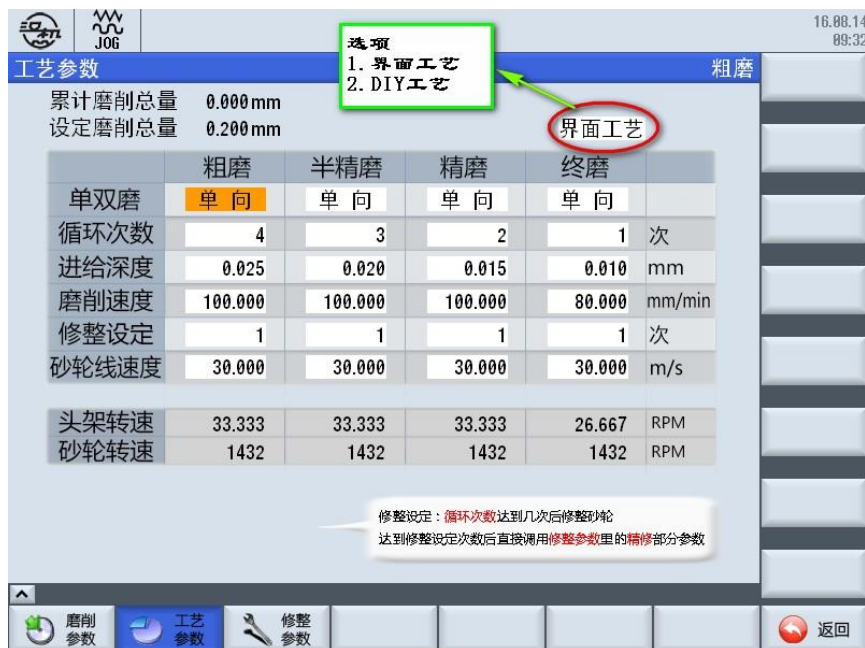 16.08.14
JOG
09:32
选项
1. 界面工艺
2. DIY工艺
工艺参数 粗磨
累计磨削总量 0.000 mm
设定磨削总量 0.200 mm
界面工艺
粗磨 半精磨 精磨 终磨
单双磨 单 向 单 向 单 向 单 向
循环次数 4 3 2 1 次
进给深度 0.025 0.020 0.015 0.010 mm
磨削速度 100.000 100.000 100.000 80.000 mm/min
修整设定 1 1 1 1 次
砂轮线速度 30.000 30.000 30.000 30.000 m/s
头架转速 33.333 33.333 33.333 26.667 RPM
砂轮转速 1432 1432 1432 1432 RPM
修整设定：循环次数达到几次后修整砂轮
达到修整设定次数后直接调用修整参数里的精修部分参数
磨削参数 工艺参数 修整参数 返回